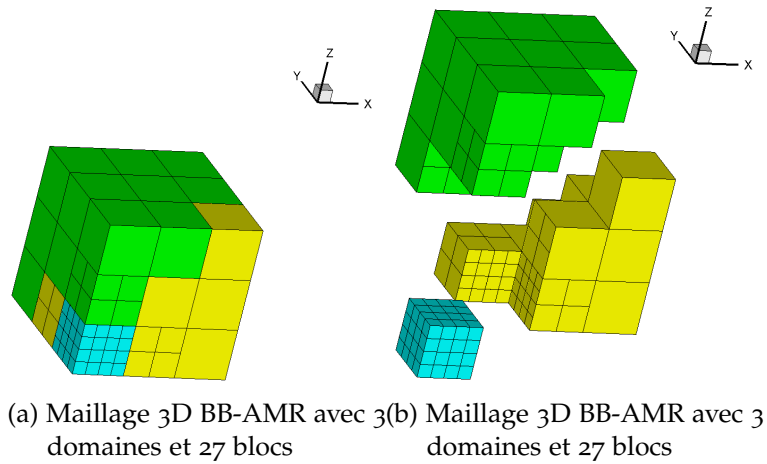 Z
Y
X
Z
Y
X
(a) Maillage 3D BB-AMR avec 3
domaines et 27 blocs
(b) Maillage 3D BB-AMR avec 3
domaines et 27 blocs